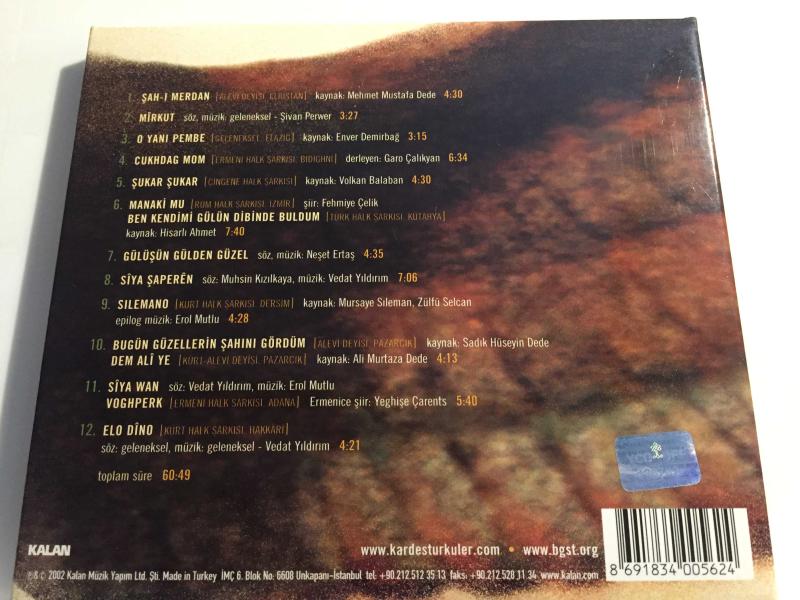 1. ŞAH-I MERDAN [ALEVİ DEYİŞİ, ELBİSTAN] kaynak: Mehmet Mustafa Dede 4:30
2. MÎRKUT söz, müzik: geleneksel - Şivan Perwer 3:27
3. O YANI PEMBE [GELENEKSEL, ELAZIĞ] kaynak: Enver Demirbağ 3:15
4. CUKHDAG MOM [ERMENİ HALK ŞARKISI, BIDIGHNI] derleyen: Garo Çalıkyan 6:34
5. ŞUKAR ŞUKAR [ÇİNGENE HALK ŞARKISI] kaynak: Volkan Balaban 4:30
6. MANAKİ MU [RUM HALK ŞARKISI, İZMİR] şiir: Fehmiye Çelik
BEN KENDİMİ GÜLÜN DİBİNDE BULDUM [TÜRK HALK ŞARKISI, KÜTAHYA]
kaynak: Hisarlı Ahmet 7:40
7. GÜLÜŞÜN GÜLDEN GÜZEL söz, müzik: Neşet Ertaş 4:35
8. SÎYA ŞAPERÊN söz: Muhsin Kızılkaya, müzik: Vedat Yıldırım 7:06
9. SILEMANO [KÜRT HALK ŞARKISI, DERSİM] kaynak: Mursaye Sıleman, Zülfü Selcan
epilog müzik: Erol Mutlu 4:28
10. BUGÜN GÜZELLERİN ŞAHINI GÖRDÜM [ALEVİ DEYİŞİ, PAZARCIK] kaynak: Sadık Hüseyin Dede
DEM ALİ YE [KÜRT-ALEVİ DEYİŞİ, PAZARCIK] kaynak: Ali Murtaza Dede 4:13
11. SÎYA WAN söz: Vedat Yıldırım, müzik: Erol Mutlu
VOGHPERK [ERMENİ HALK ŞARKISI, ADANA] Ermenice şiir: Yeghişe Çarents 5:40
12. ELO DÎNO [KÜRT HALK ŞARKISI, HAKKÂRİ]
söz: geleneksel, müzik: geleneksel - Vedat Yıldırım 4:21
toplam süre 60:49
KALAN www.kardesturkuler.com • www.bgst.org
℗&© 2002 Kalan Müzik Yapım Ltd. Şti. Made in Turkey İMÇ 6. Blok No: 6608 Unkapanı-İstanbul tel: +90.212.512 35 13 faks: +90.212.528 11 34 www.kalan.com
8 691834 005624